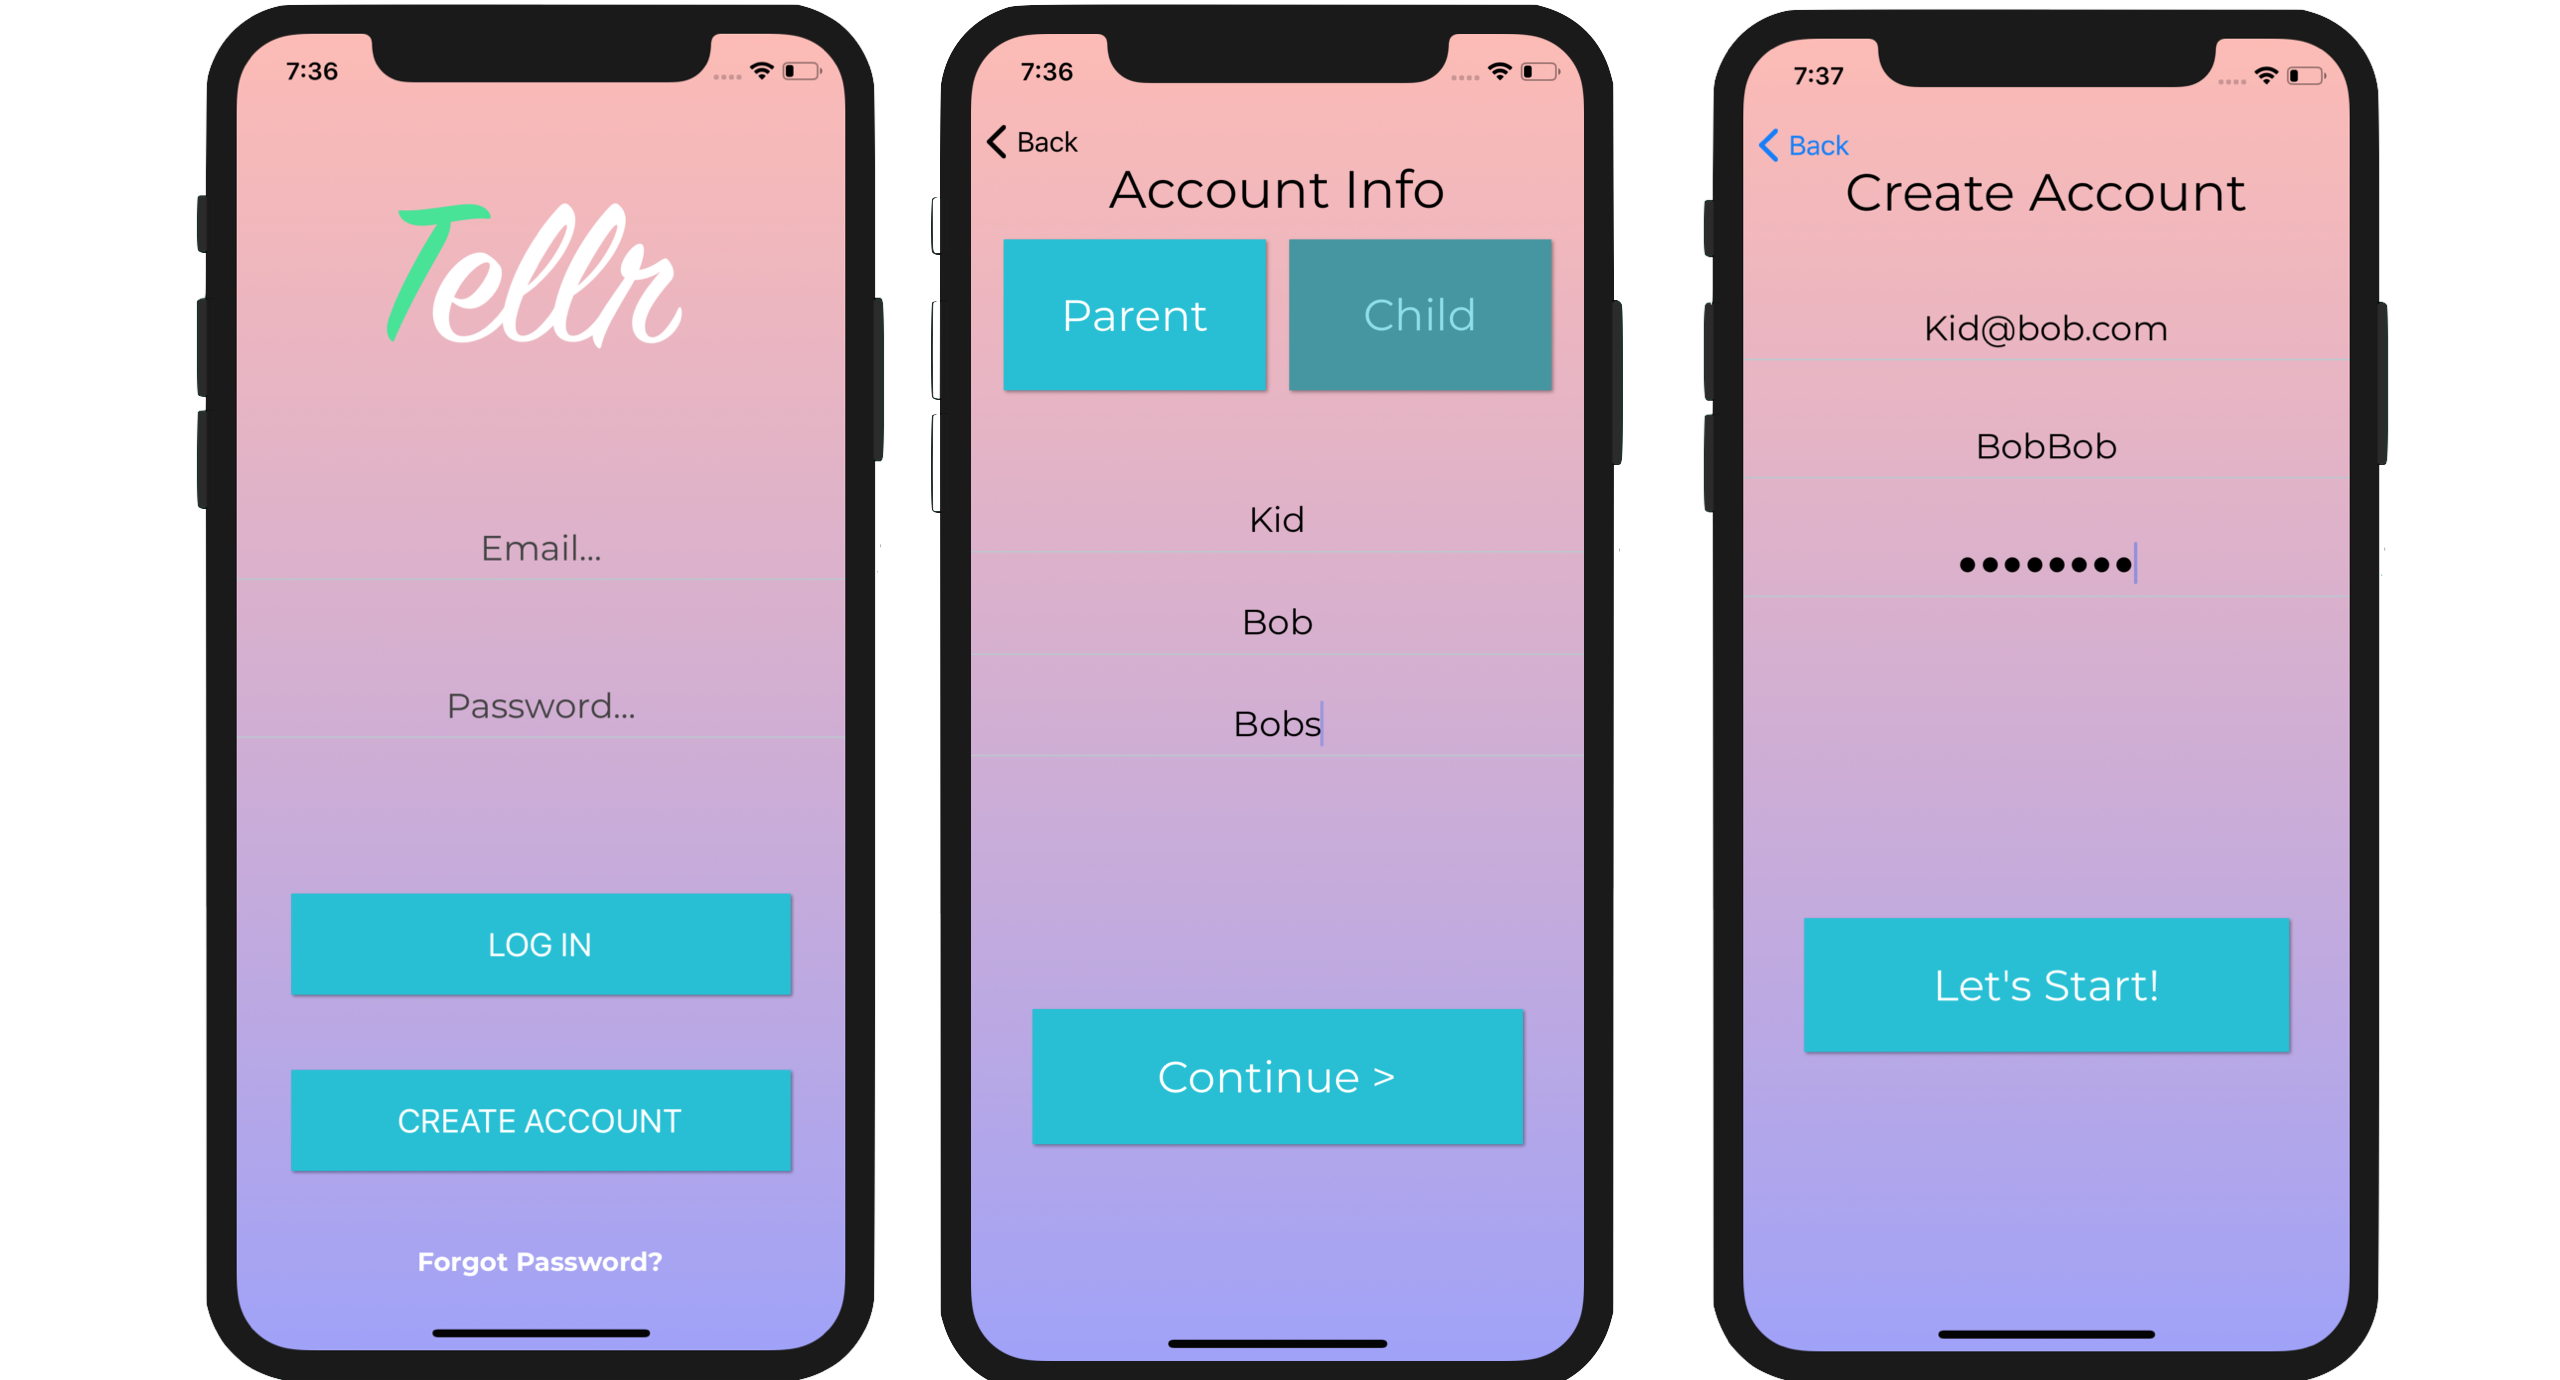 7:36
Tellr
Email...
Password...
LOG IN
CREATE ACCOUNT
Forgot Password?
7:36
Back
Account Info
Parent
Child
Kid
Bob
Bobs
Continue >
7:37
Back
Create Account
Kid@bob.com
BobBob
••••••••
Let's Start!